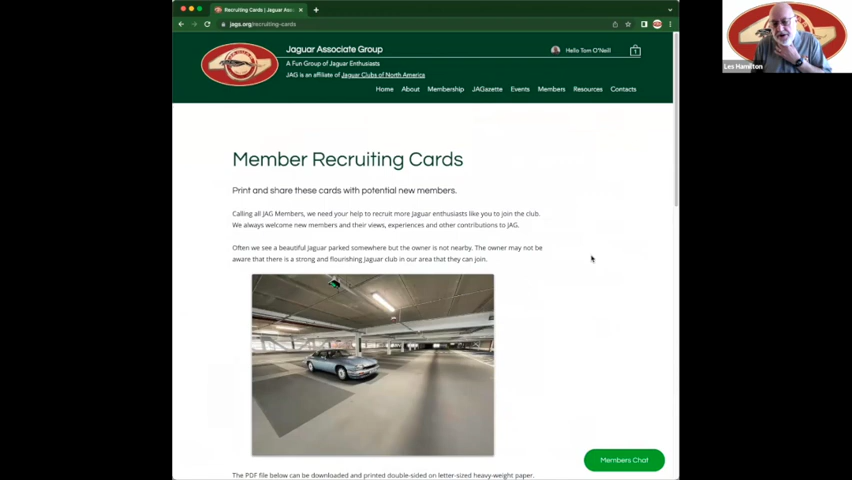 Recruiting Cards | Jaguar Asso
jags.org/recruiting-cards
Jaguar Associate Group
A Fun Group of Jaguar Enthusiasts
JAG is an affiliate of Jaguar Clubs of North America
Hello Tom O'Neill
1
Home About Membership JAGazette Events Members Resources Contacts
Les Hamilton
Member Recruiting Cards
Print and share these cards with potential new members.
Calling all JAG Members, we need your help to recruit more Jaguar enthusiasts like you to join the club.
We always welcome new members and their views, experiences and other contributions to JAG.
Often we see a beautiful Jaguar parked somewhere but the owner is not nearby. The owner may not be
aware that there is a strong and flourishing Jaguar club in our area that they can join.
Members Chat
The PDF file below can be downloaded and printed double-sided on letter-sized heavy-weight paper.